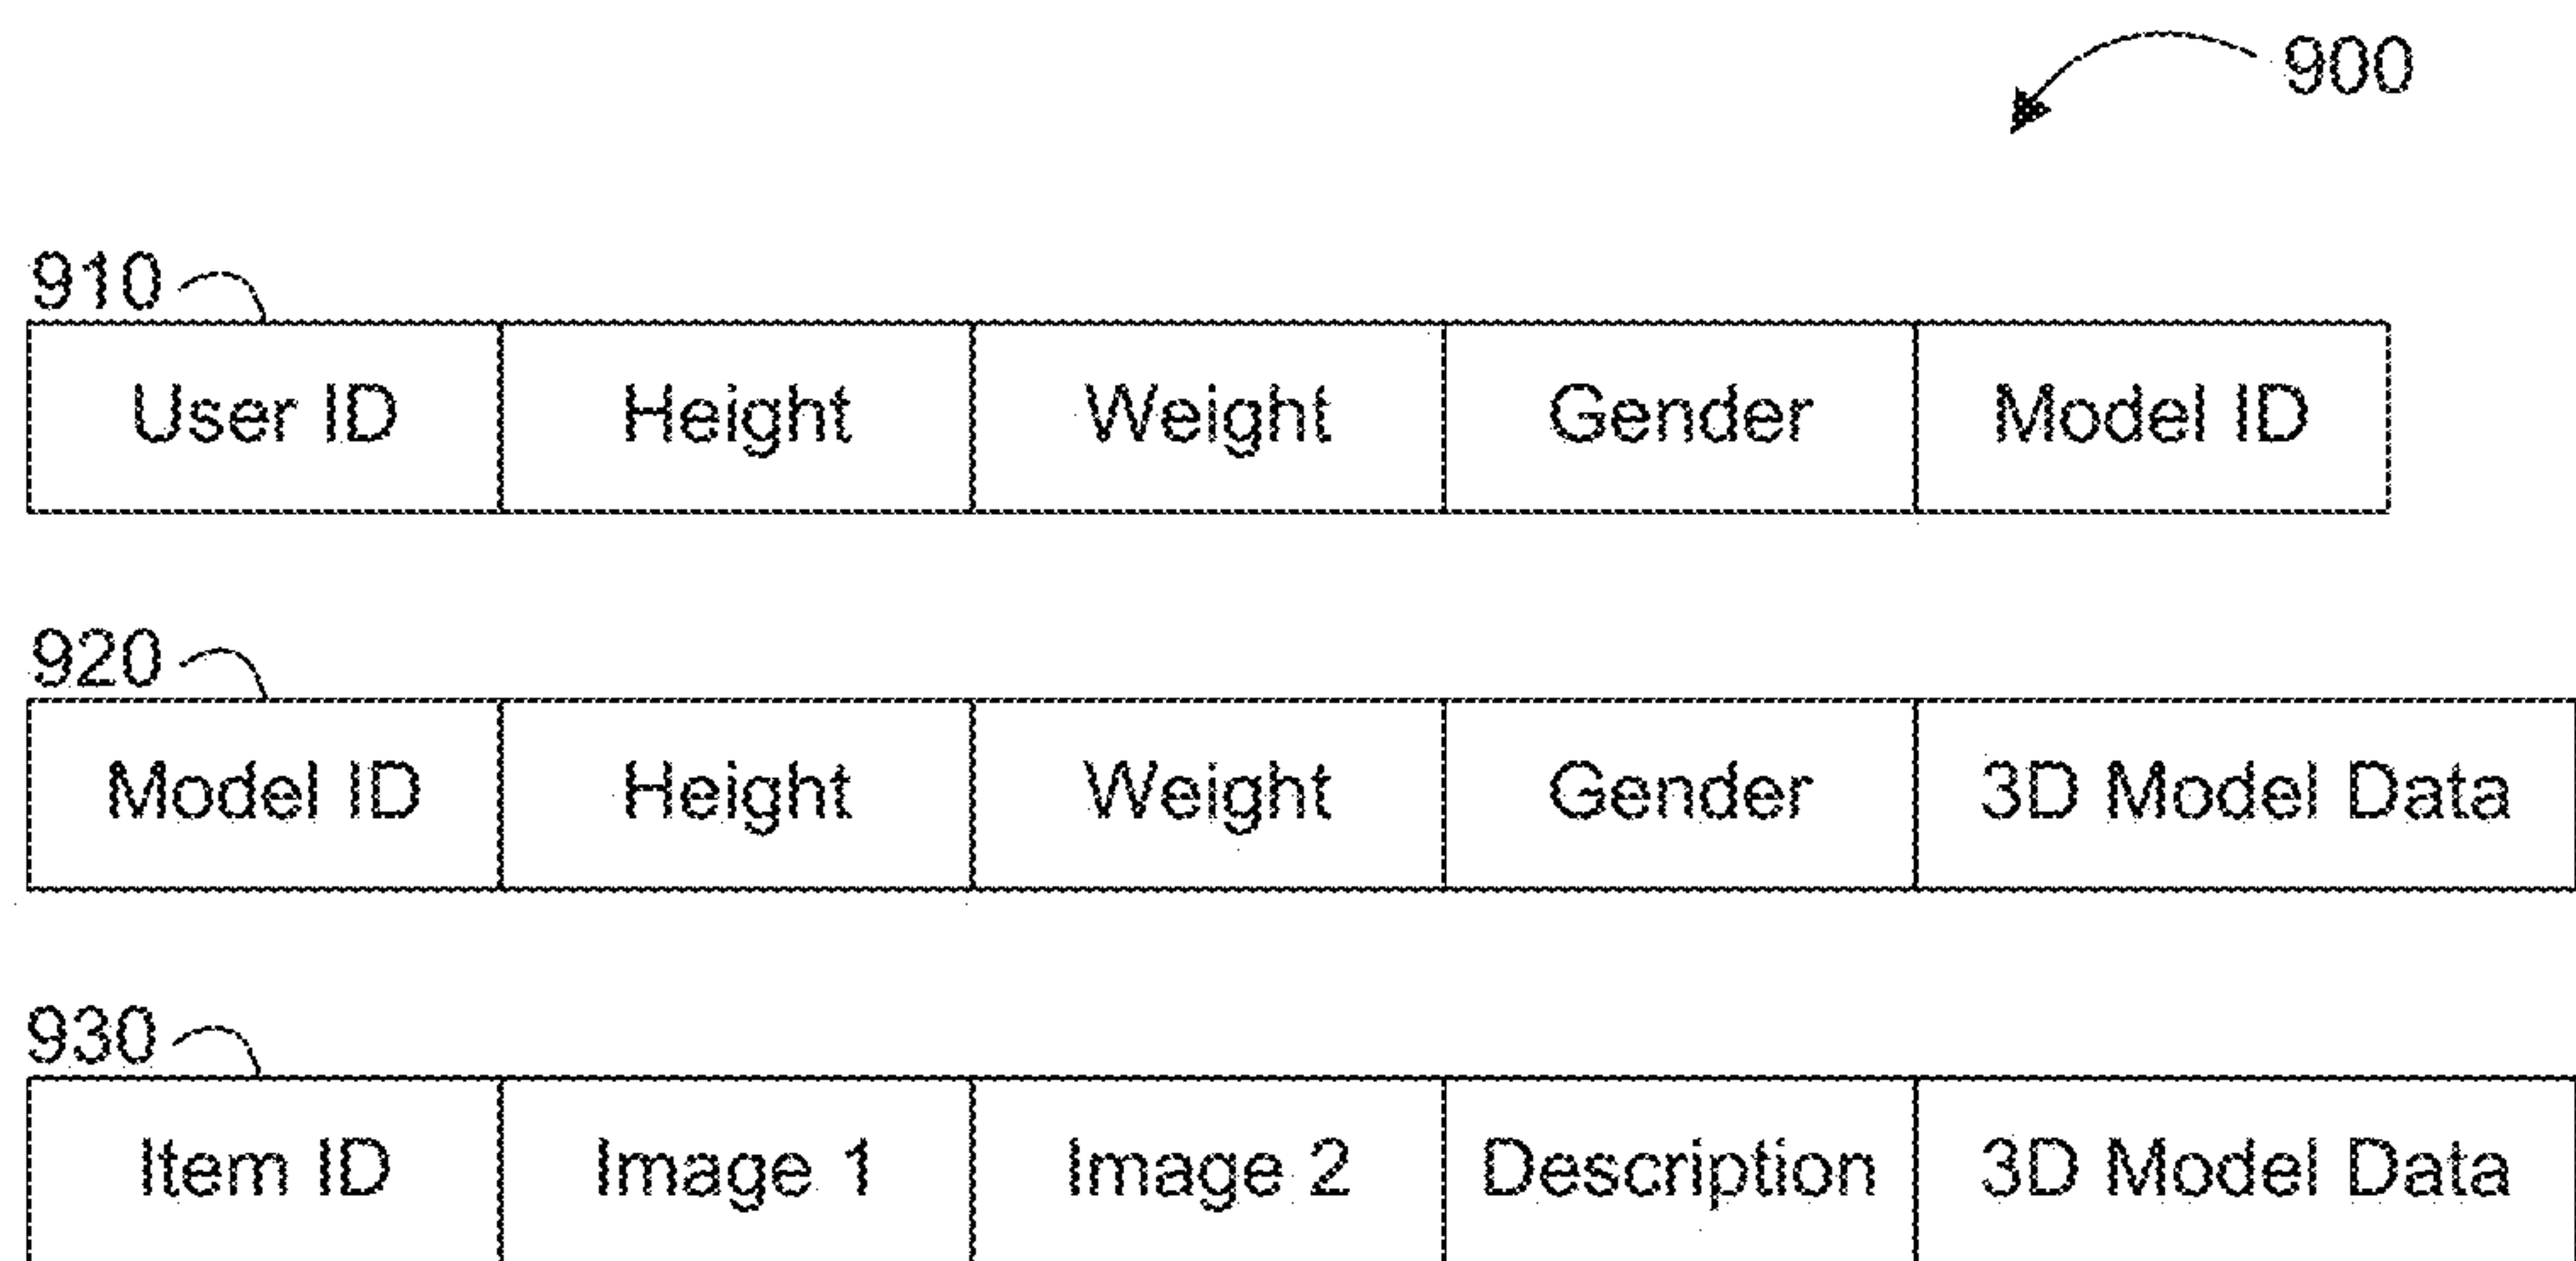 900
910
User ID Height Weight Gender Model ID
920
Model ID Height Weight Gender 3D Model Data
930
Item ID Image 1 Image 2 Description 3D Model Data